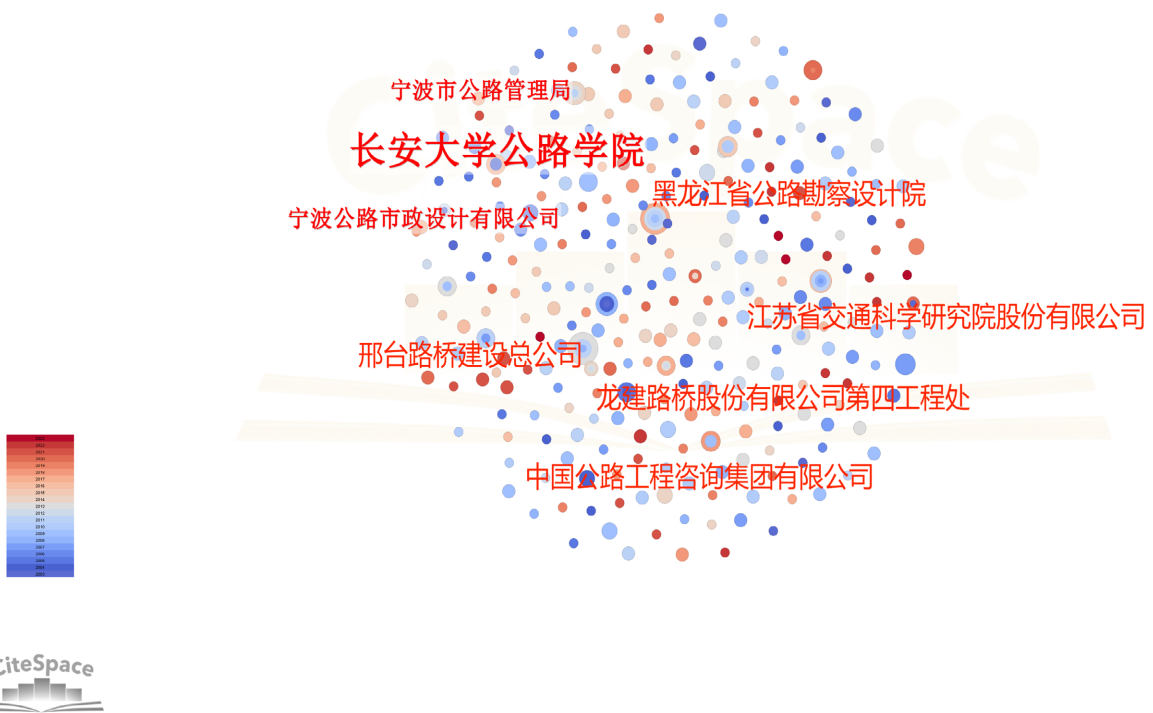 宁波市公路管理局
长安大学公路学院
黑龙江省公路勘察设计院
宁波公路市政设计有限公司
江苏省交通科学研究院股份有限公司
邢台路桥建设总公司
龙建路桥股份有限公司第四工程处
中国公路工程咨询集团有限公司
CiteSpace
CiteSpace